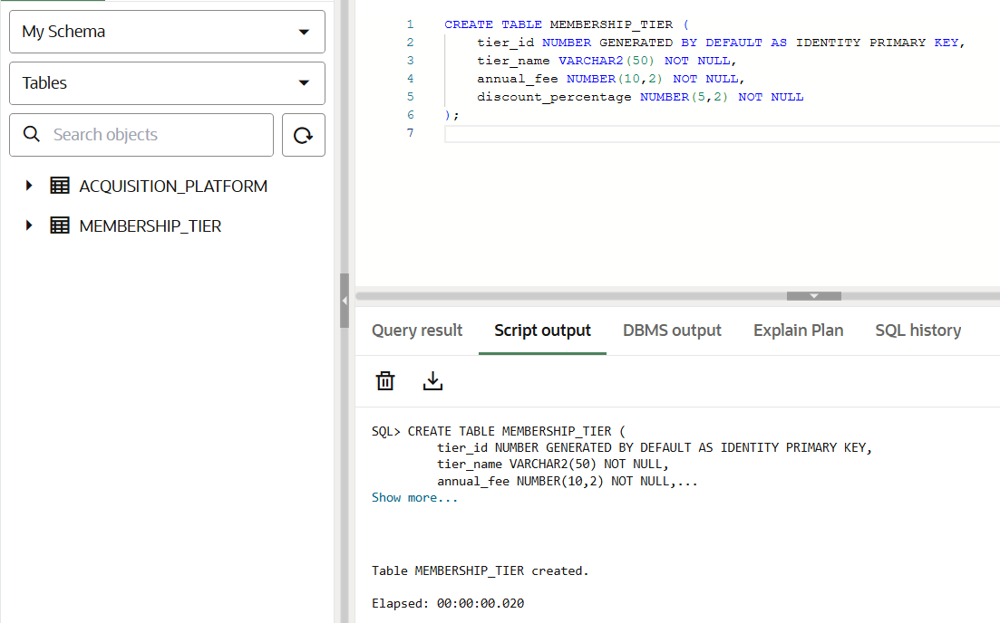 My Schema
Tables
Search objects
ACQUISITION_PLATFORM
MEMBERSHIP_TIER
1 CREATE TABLE MEMBERSHIP_TIER (
2 tier_id NUMBER GENERATED BY DEFAULT AS IDENTITY PRIMARY KEY,
3 tier_name VARCHAR2(50) NOT NULL,
4 annual_fee NUMBER(10,2) NOT NULL,
5 discount_percentage NUMBER(5,2) NOT NULL
6 );
7
Query result Script output DBMS output Explain Plan SQL history
SQL> CREATE TABLE MEMBERSHIP_TIER (
tier_id NUMBER GENERATED BY DEFAULT AS IDENTITY PRIMARY KEY,
tier_name VARCHAR2(50) NOT NULL,
annual_fee NUMBER(10,2) NOT NULL,...
Show more...
Table MEMBERSHIP_TIER created.
Elapsed: 00:00:00.020